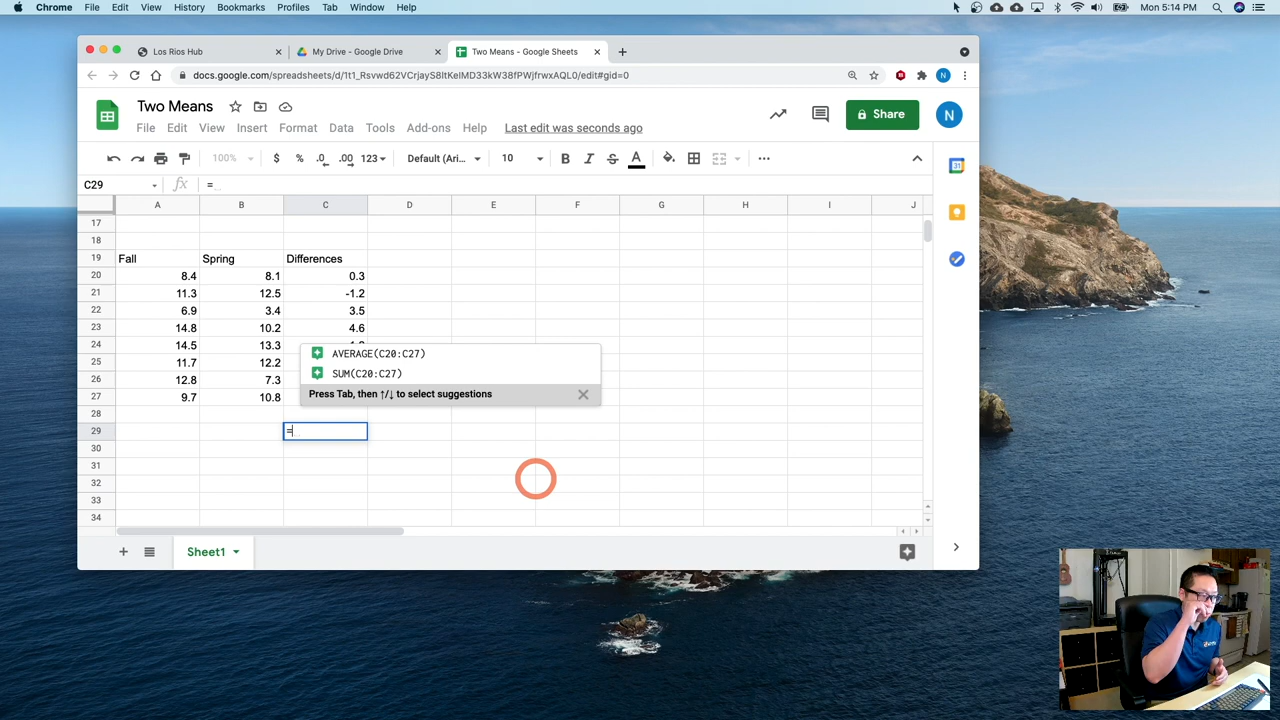 Chrome File Edit View History Bookmarks Profiles Tab Window Help Mon 5:14 PM
Los Rios Hub My Drive - Google Drive Two Means - Google Sheets
docs.google.com/spreadsheets/d/1t1_Rsvwd62VCrjayS8ItKeIMD33kW38fPWjfrwxAQL0/edit#gid=0 N
Two Means
File Edit View Insert Format Data Tools Add-ons Help Last edit was seconds ago
Share N
100% $ % .0 .00 123 Default (Ari... 10 B I S A
C29 fx =
A B C D E F G H I J
17
18
19 Fall Spring Differences
20 8.4 8.1 0.3
21 11.3 12.5 -1.2
22 6.9 3.4 3.5
23 14.8 10.2 4.6
24 14.5 13.3
25 11.7 12.2
26 12.8 7.3
27 9.7 10.8
AVERAGE(C20:C27)
SUM(C20:C27)
Press Tab, then ↑/↓ to select suggestions
28
29 =
30
31
32
33
34
Sheet1
31